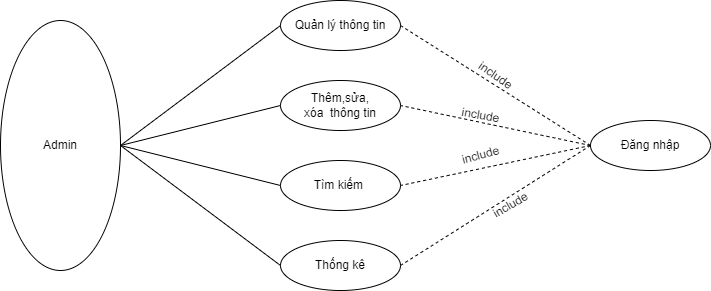 Quản lý thông tin
include
Thêm,sửa,
xóa thông tin
include
Admin
Đăng nhập
include
Tìm kiếm
include
Thống kê